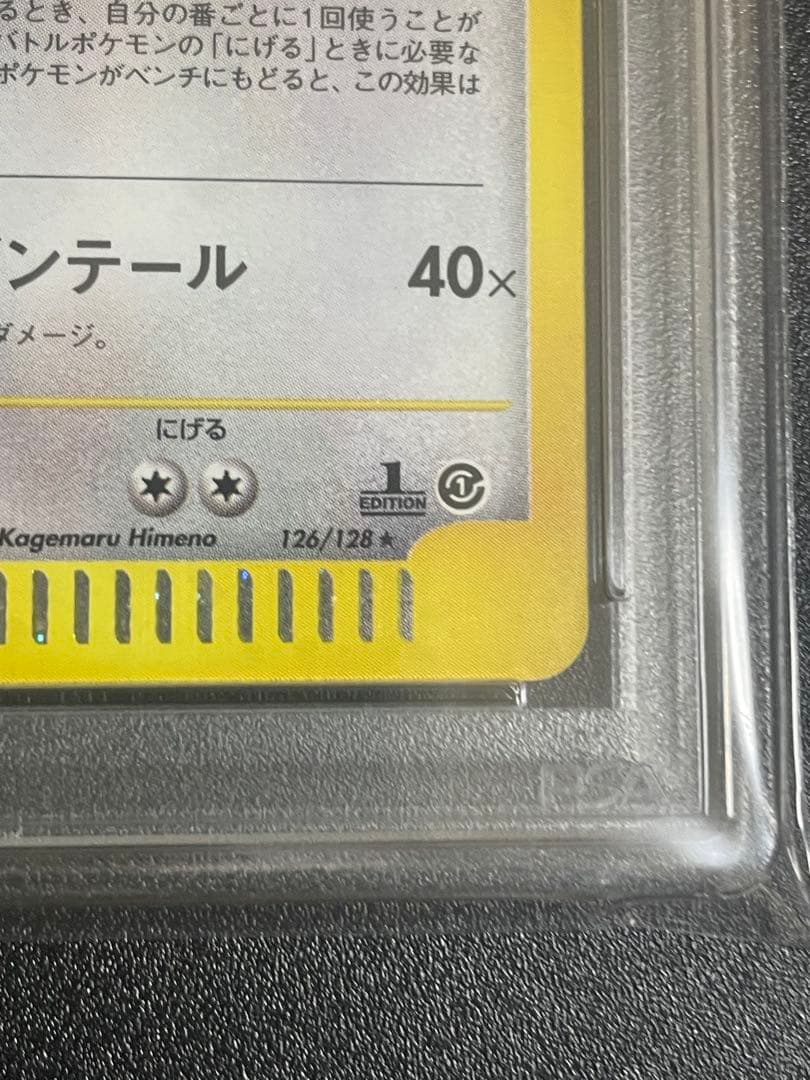 るとき、自分の番ごとに1回使うことが
バトルポケモンの「にげる」ときに必要な
ポケモンがベンチにもどると、この効果は
ンテール 40×
ダメージ。
にげる
1
EDITION
1
Kagemaru Himeno 126/128 ★
PSA